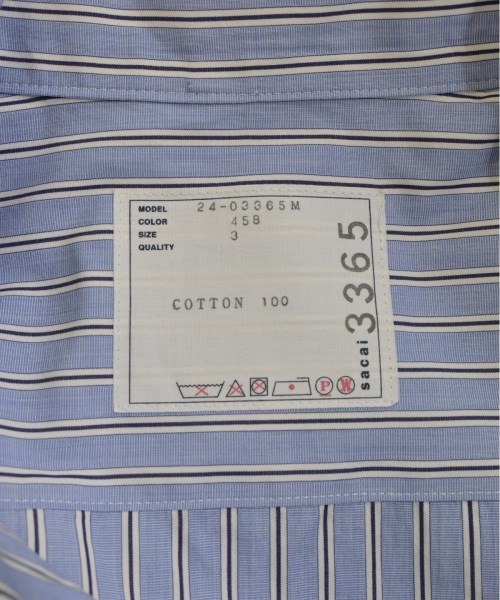 MODEL 24-03365M
COLOR 458
SIZE 3
QUALITY
COTTON 100
P W
sacai 3365